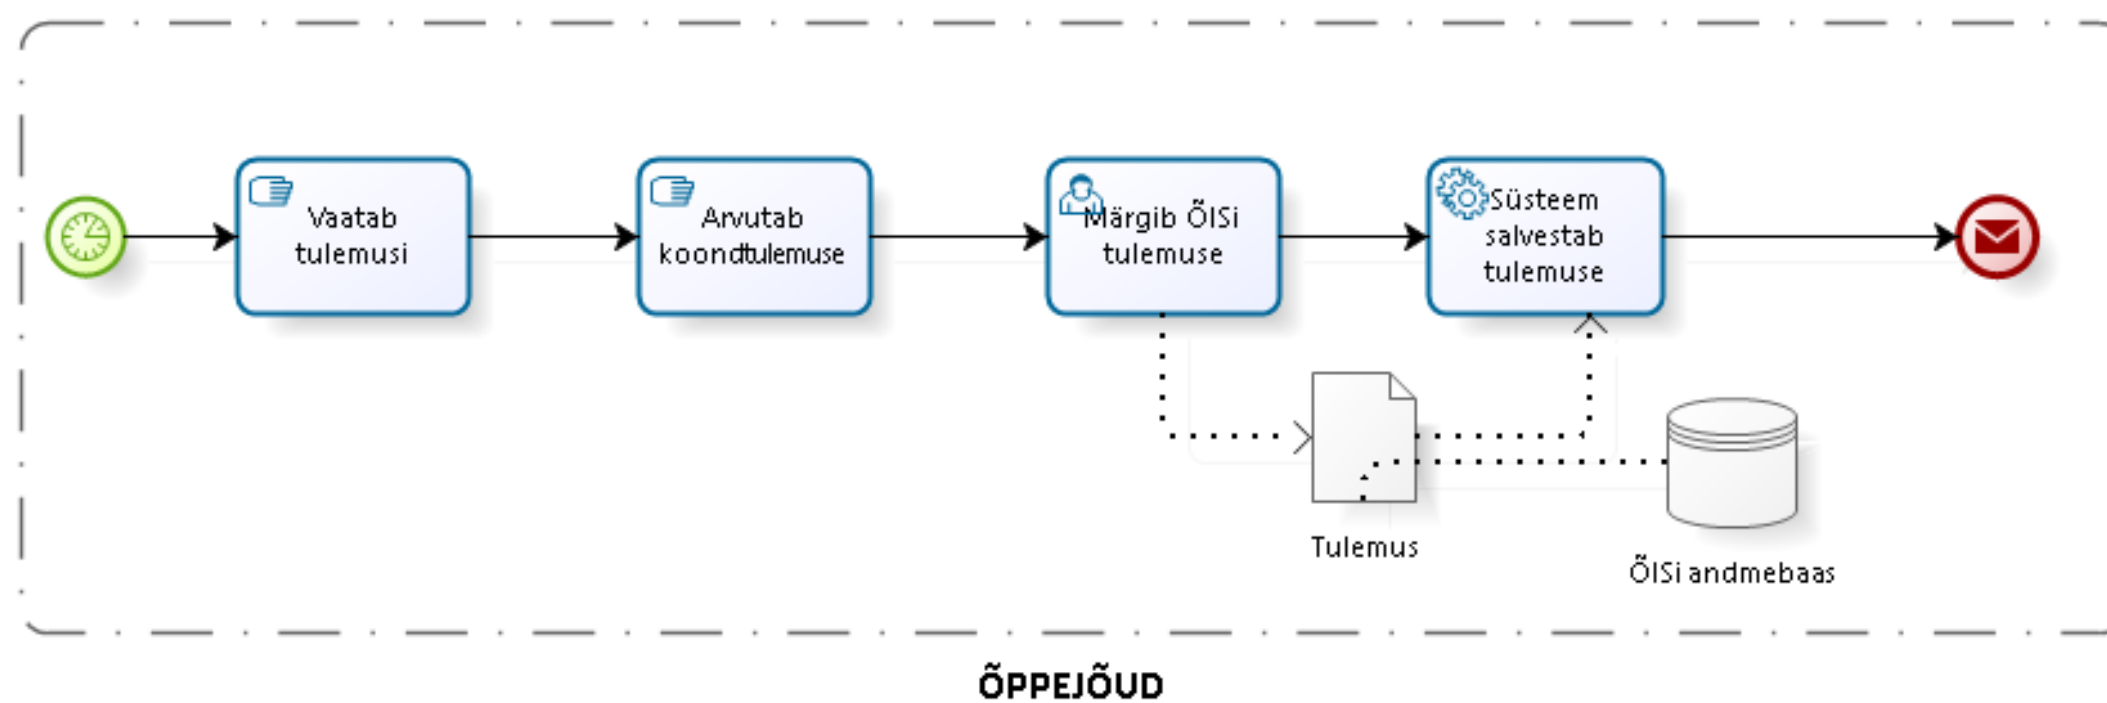 Vaatab
tulemusi
Arvutab
koondtulemuse
Märgib ÕISi
tulemuse
Süsteem
salvestab
tulemuse
Tulemus
ÕISi andmebaas
ÕPPEJÕUD